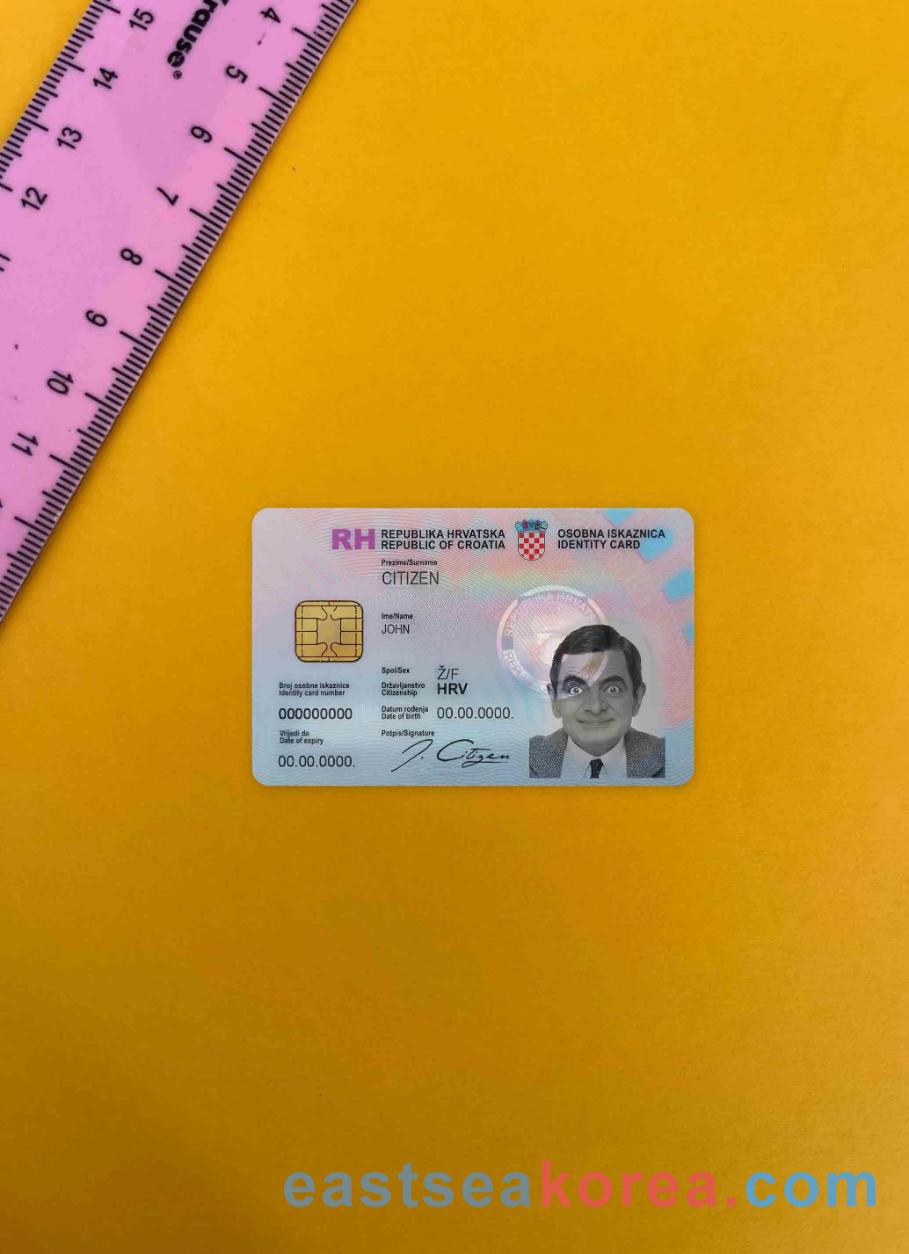 15
4
Krause®
5
14
6
13
7
12
8
9
10
11
RH REPUBLIKA HRVATSKA
REPUBLIC OF CROATIA
OSOBNA ISKAZNICA
IDENTITY CARD
Prezime/Surname
CITIZEN
Ime/Name
JOHN
Spol/Sex
Ž/F
Državljanstvo
Citizenship
HRV
Datum rođenja
Date of birth
00.00.0000.
Broj osobne iskaznice
Identity card number
000000000
Vrijedi do
Date of expiry
00.00.0000.
Potpis/Signature
J. Citizen
eastseakorea.com